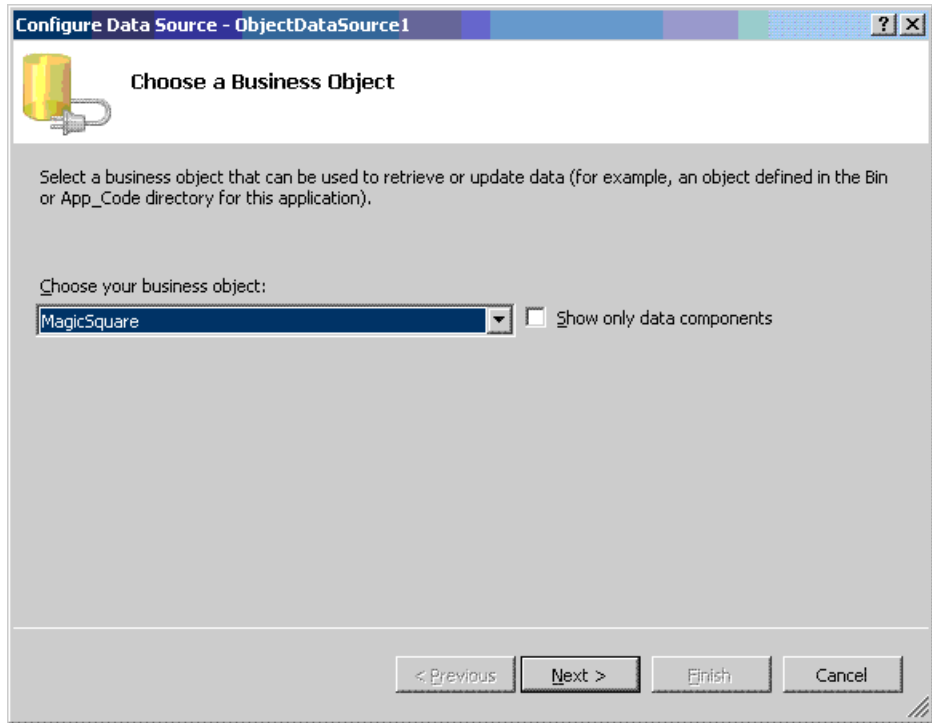 Configure Data Source - ObjectDataSource1
Choose a Business Object
Select a business object that can be used to retrieve or update data (for example, an object defined in the Bin
or App_Code directory for this application).
Choose your business object:
MagicSquare
Show only data components
< Previous Next > Finish Cancel